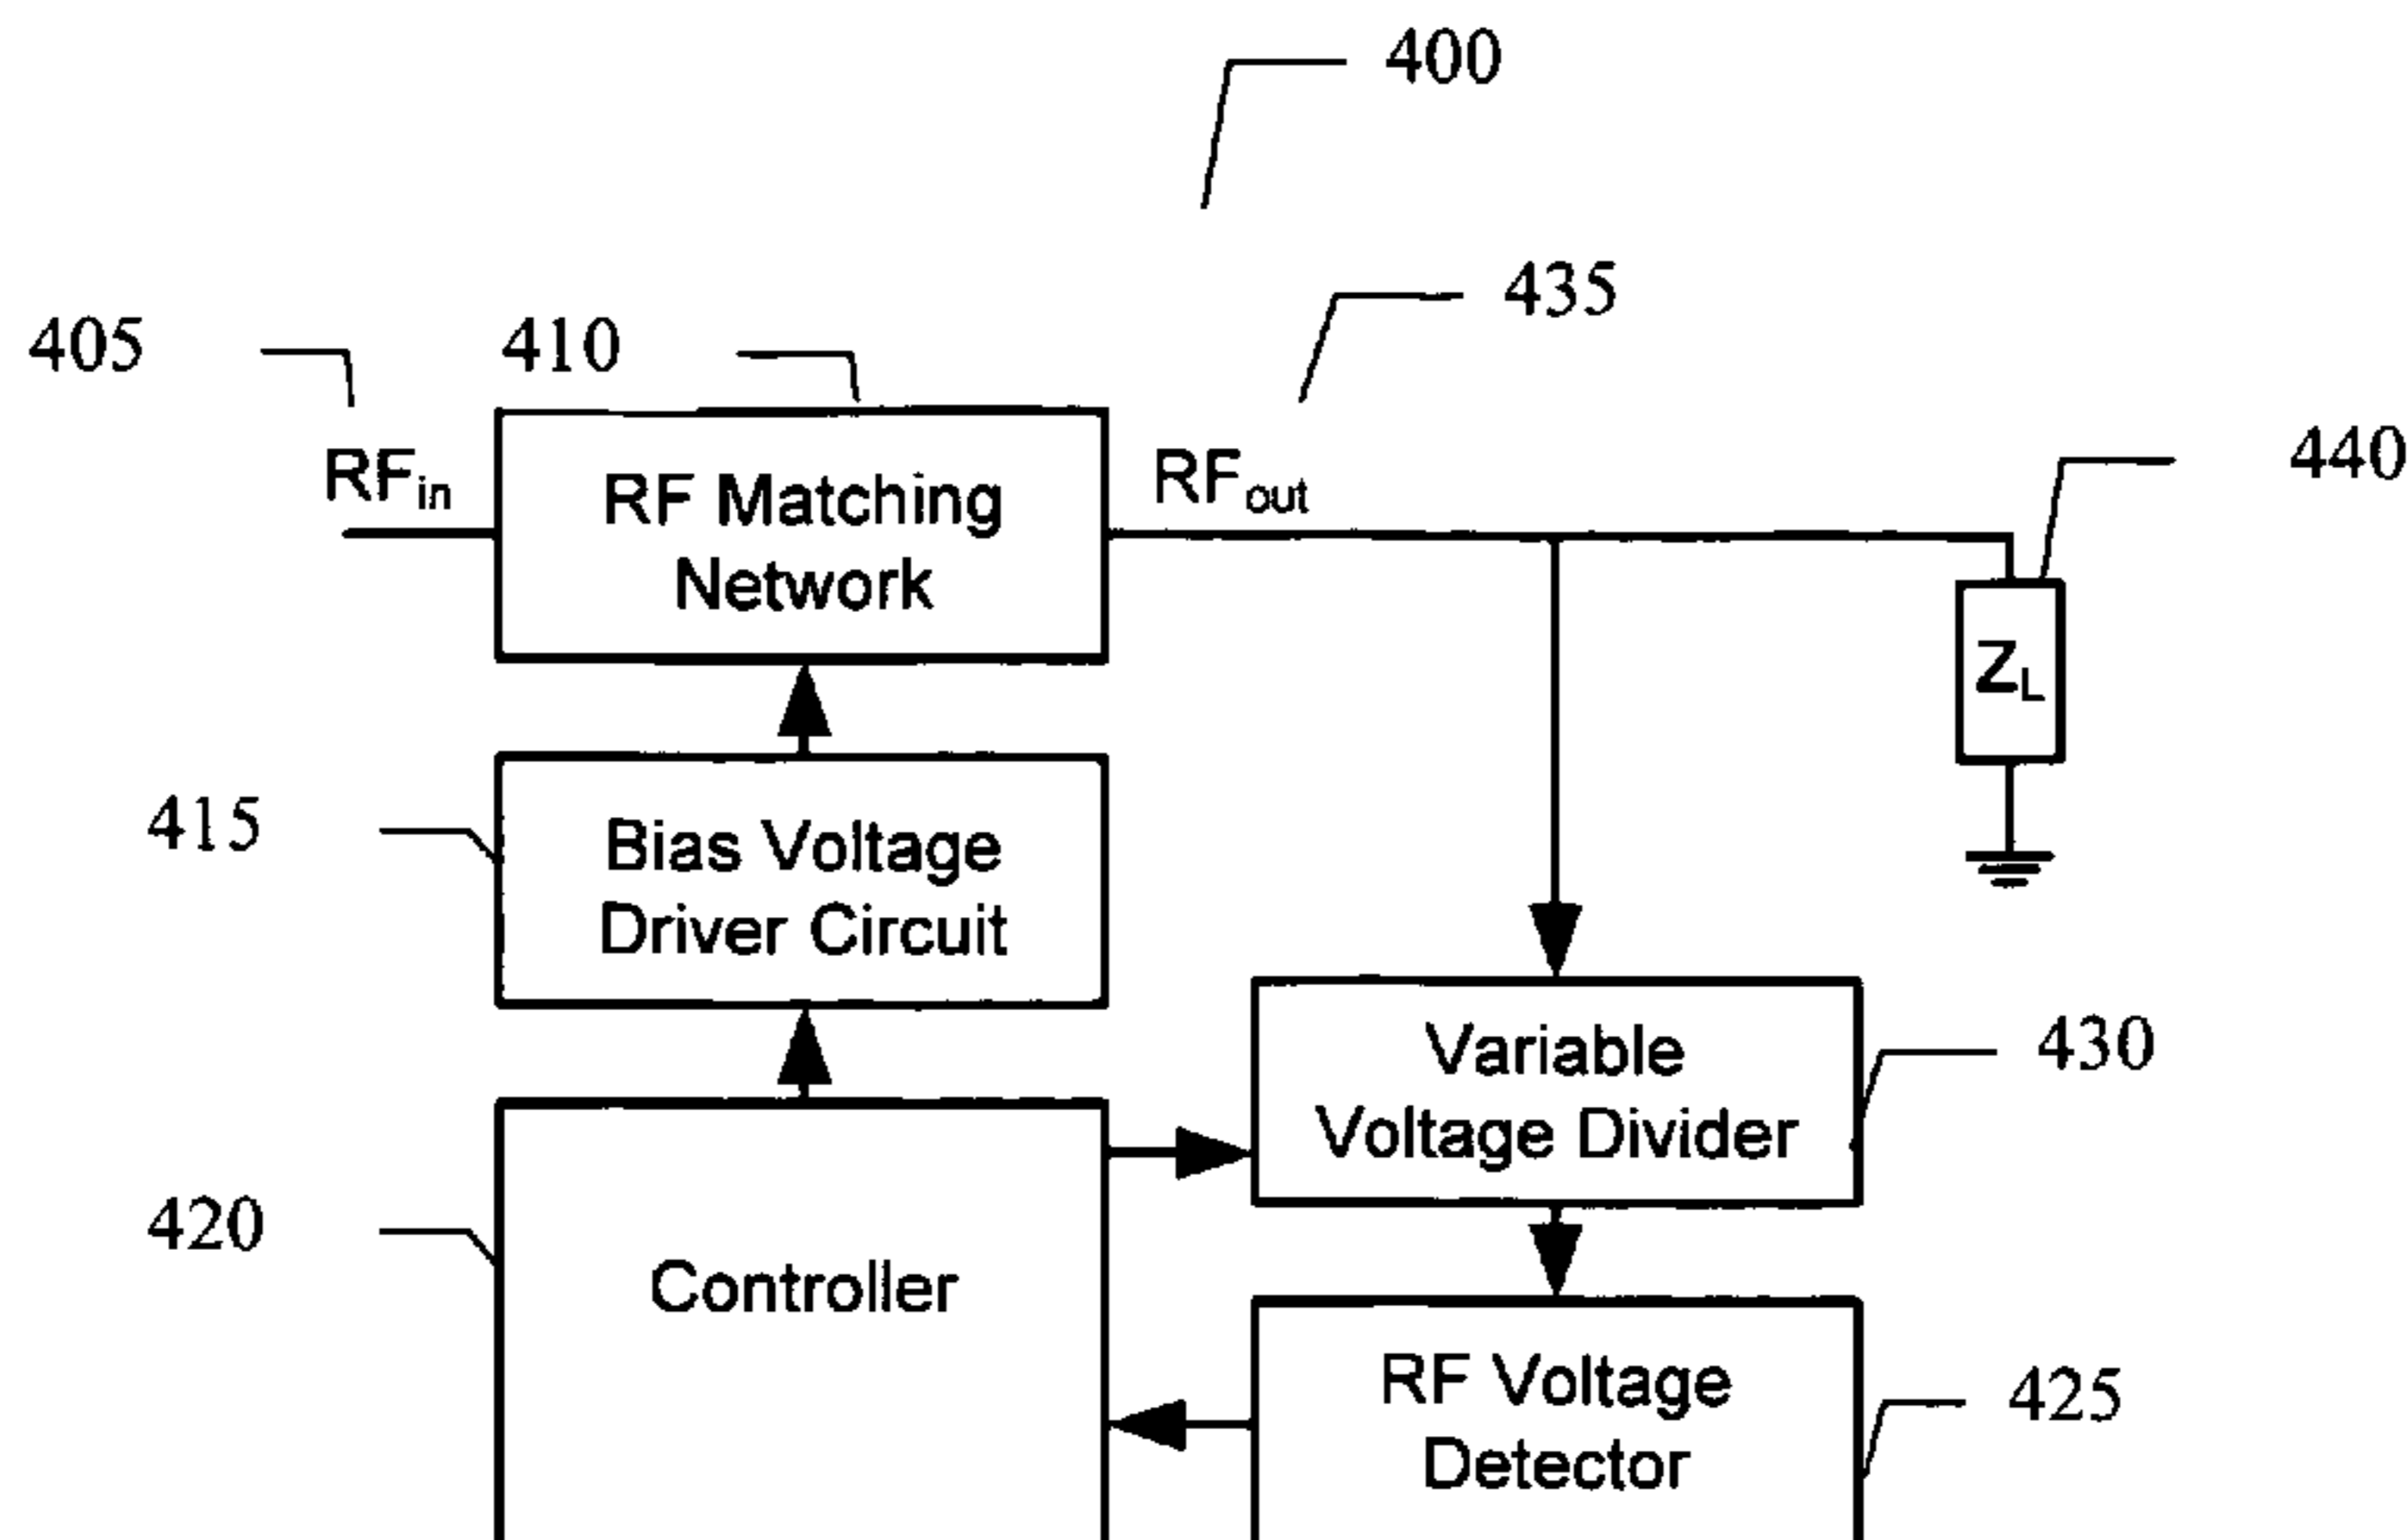 400
435
405
410
440
RFin
RF Matching
Network
RFout
ZL
415
Bias Voltage
Driver Circuit
Variable
Voltage Divider
430
420
Controller
RF Voltage
Detector
425